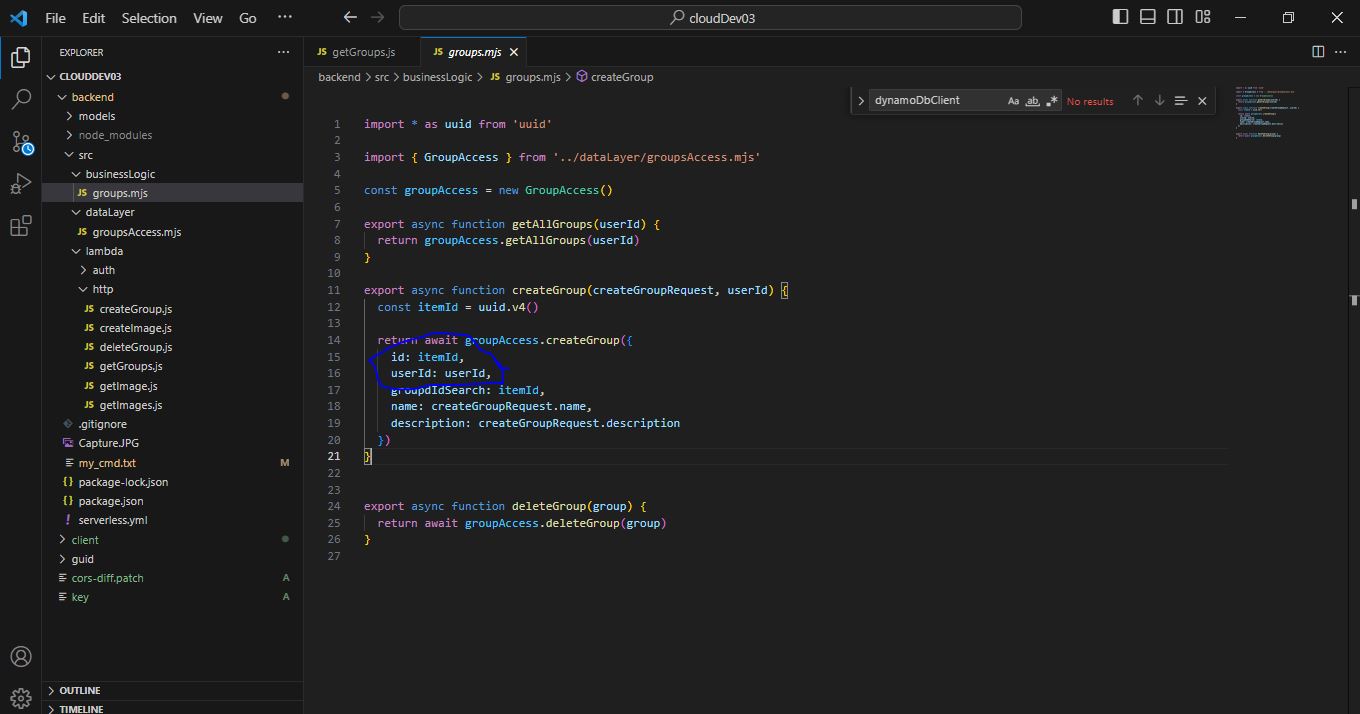 File Edit Selection View Go ··· cloudDev03
EXPLORER ···
CLOUDDEV03
backend
models
node_modules
src
businessLogic
JS groups.mjs
dataLayer
JS groupsAccess.mjs
lambda
auth
http
JS createGroup.js
JS createImage.js
JS deleteGroup.js
JS getGroups.js
JS getImage.js
JS getImages.js
.gitignore
Capture.JPG
my_cmd.txt M
{} package-lock.json
{} package.json
! serverless.yml
client
guid
cors-diff.patch A
key A
OUTLINE
TIMELINE
JS getGroups.js JS groups.mjs
backend > src > businessLogic > JS groups.mjs > createGroup
dynamoDbClient Aa ab .* No results
1 import * as uuid from 'uuid'
2
3 import { GroupAccess } from '../dataLayer/groupsAccess.mjs'
4
5 const groupAccess = new GroupAccess()
6
7 export async function getAllGroups(userId) {
8 return groupAccess.getAllGroups(userId)
9 }
10
11 export async function createGroup(createGroupRequest, userId) {
12 const itemId = uuid.v4()
13
14 return await groupAccess.createGroup({
15 id: itemId,
16 userId: userId,
17 groupdIdSearch: itemId,
18 name: createGroupRequest.name,
19 description: createGroupRequest.description
20 })
21 }
22
23
24 export async function deleteGroup(group) {
25 return await groupAccess.deleteGroup(group)
26 }
27